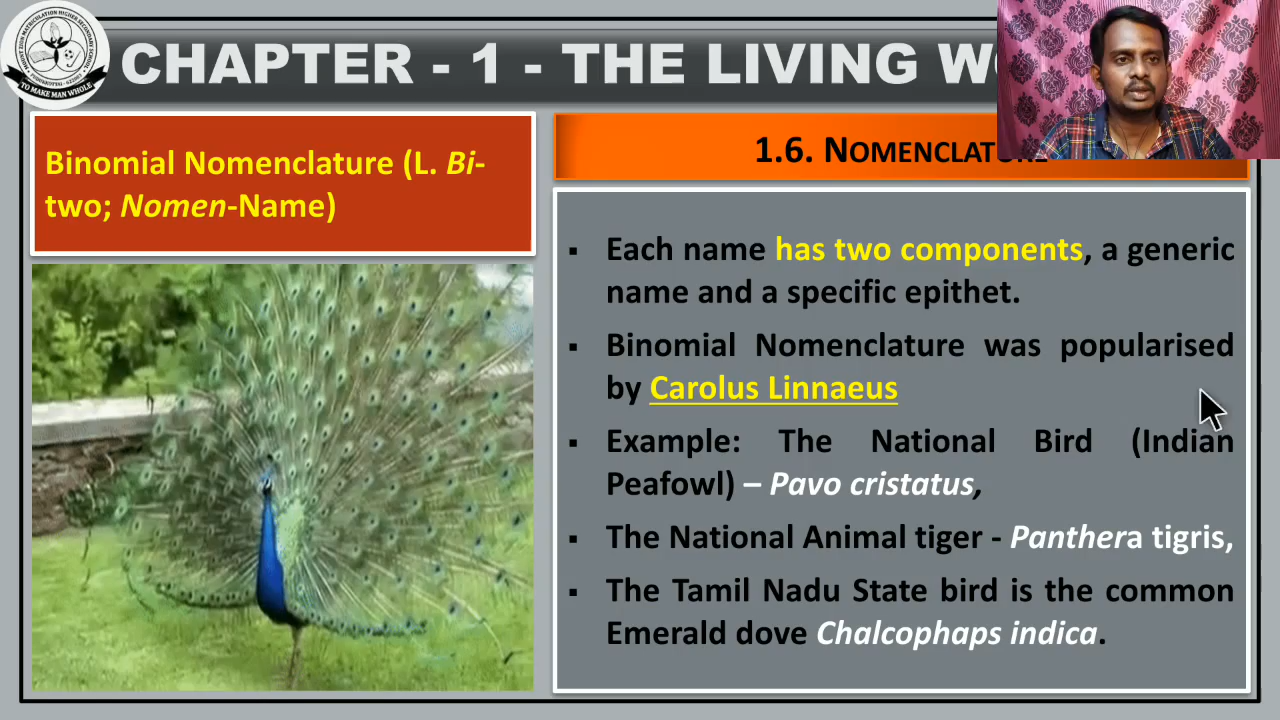 CHAPTER - 1 - THE LIVING WO
Binomial Nomenclature (L. Bi-
two; Nomen-Name)
1.6. NOMENCLATURE
▪ Each name has two components, a generic
name and a specific epithet.
▪ Binomial Nomenclature was popularised
by Carolus Linnaeus
▪ Example: The National Bird (Indian
Peafowl) – Pavo cristatus,
▪ The National Animal tiger - Panthera tigris,
▪ The Tamil Nadu State bird is the common
Emerald dove Chalcophaps indica.
TO MAKE MAN WHOLE